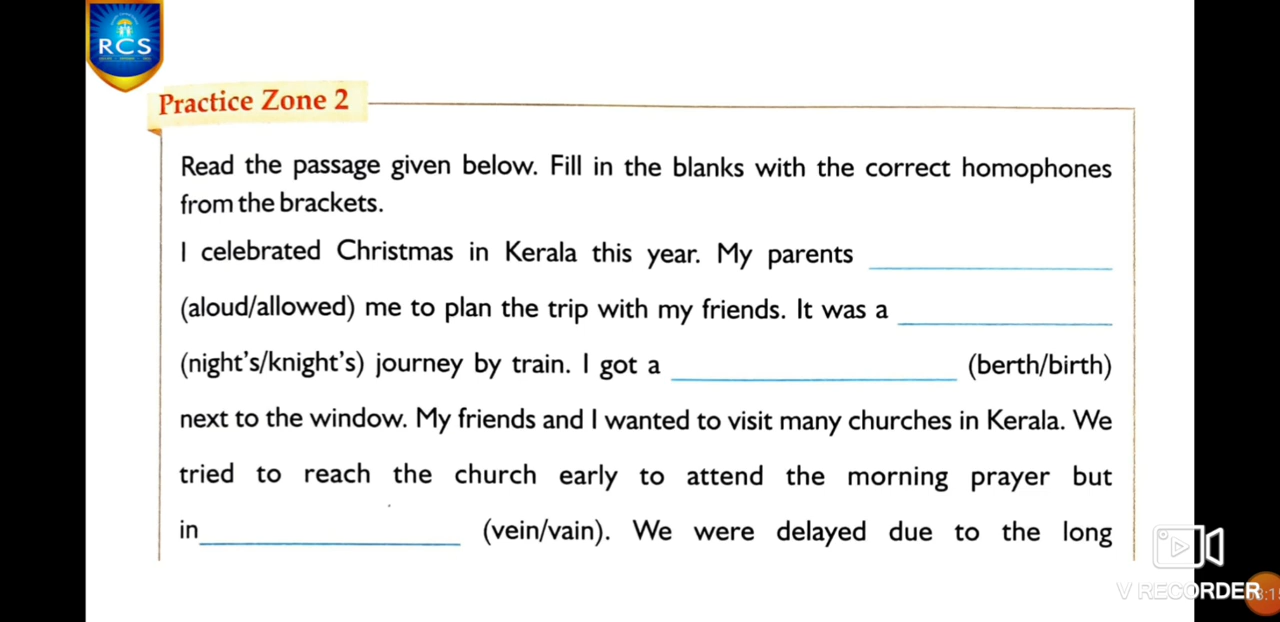 RCS
Practice Zone 2
Read the passage given below. Fill in the blanks with the correct homophones
from the brackets.
I celebrated Christmas in Kerala this year. My parents
(aloud/allowed) me to plan the trip with my friends. It was a
(night's/knight's) journey by train. I got a (berth/birth)
next to the window. My friends and I wanted to visit many churches in Kerala. We
tried to reach the church early to attend the morning prayer but
in (vein/vain). We were delayed due to the long
V RECORDER